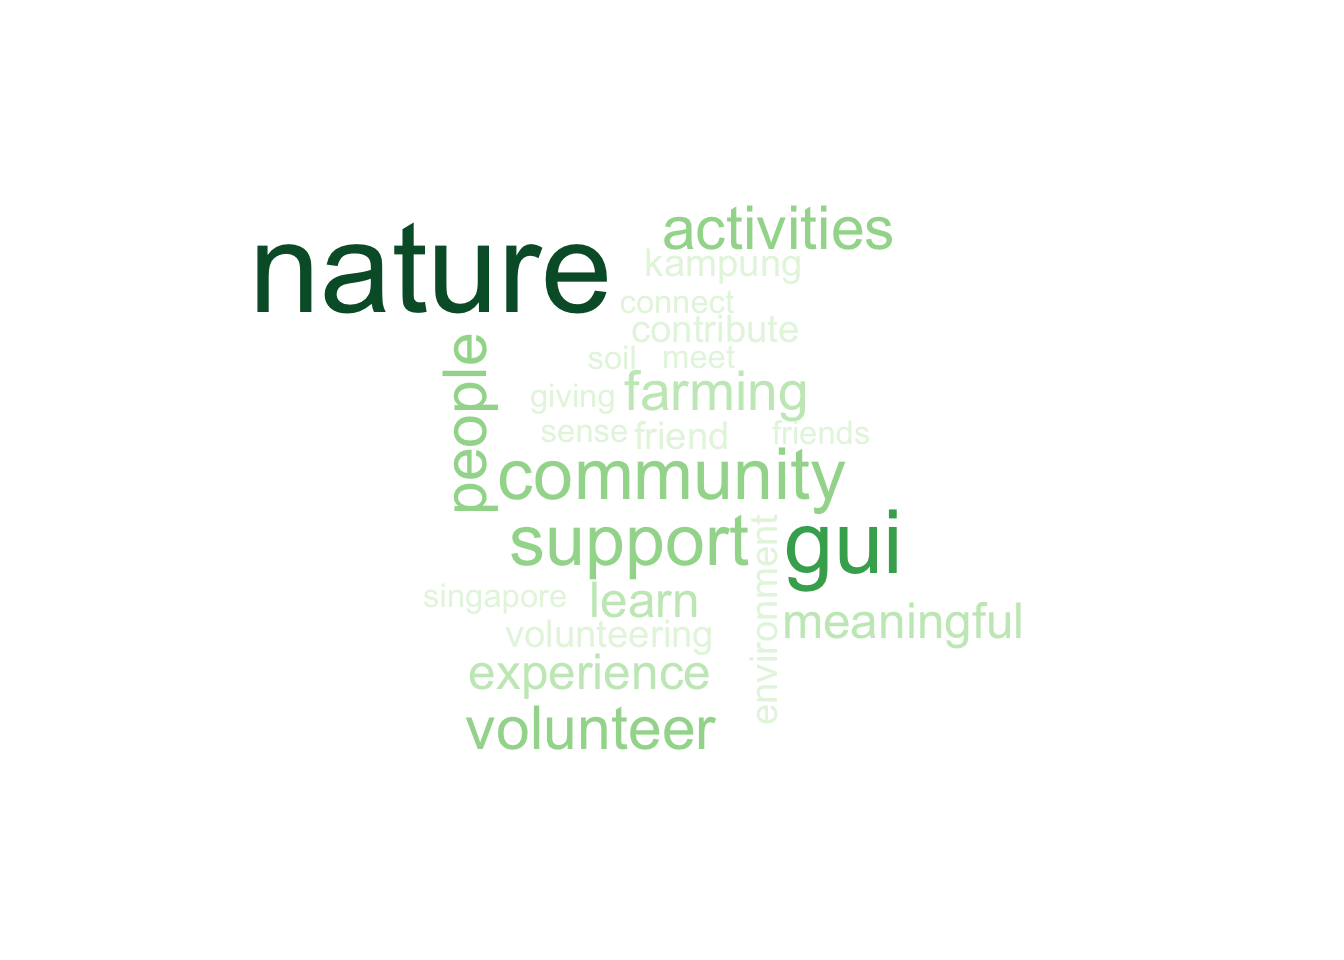 nature
activities
kampung
connect
contribute
soil meet
people
giving farming
sense friend friends
community
support gui
environment
singapore learn
meaningful
volunteering
experience
volunteer